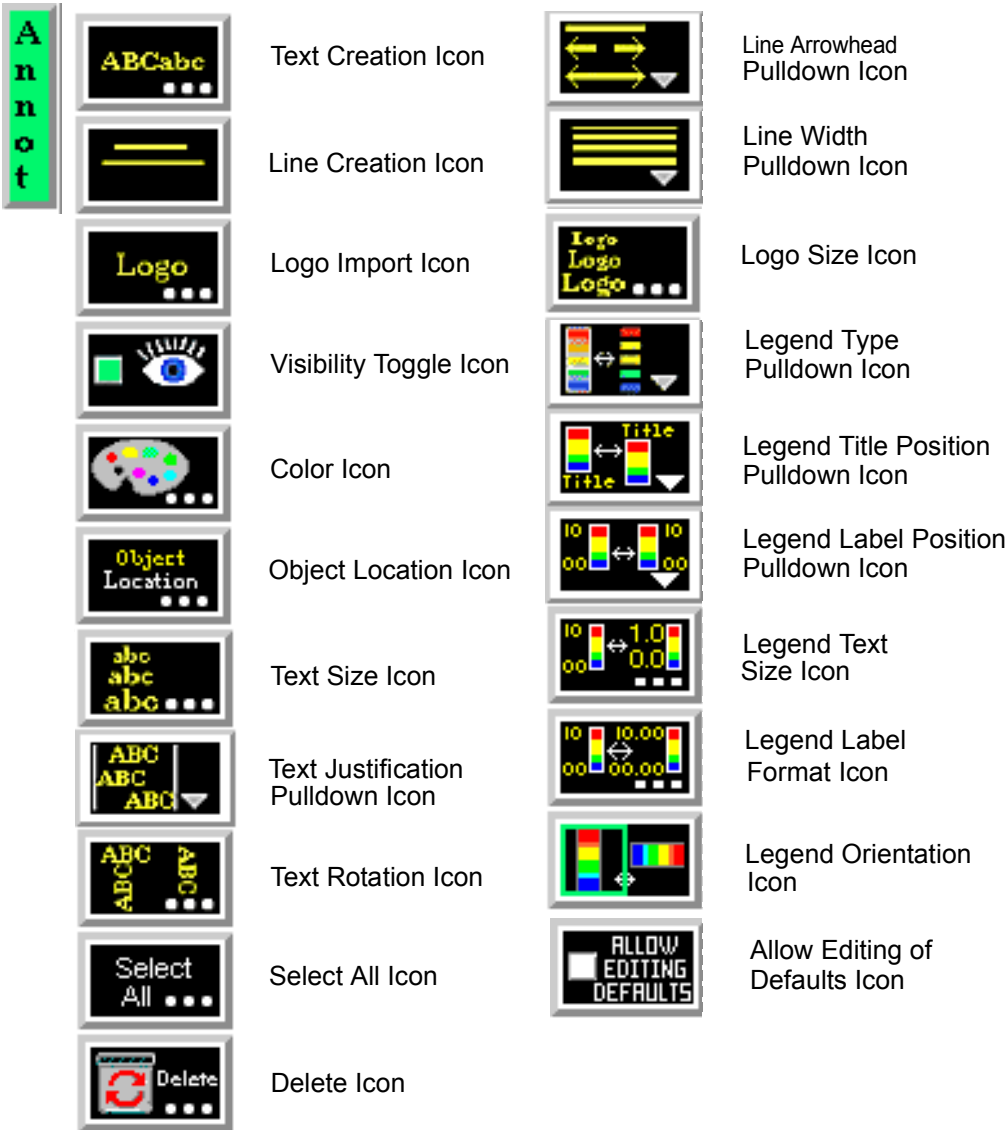 Annot
ABCabc
Text Creation Icon
Line Creation Icon
Logo
Logo Import Icon
Visibility Toggle Icon
Color Icon
Object
Location
Object Location Icon
abc
abc
abc
Text Size Icon
ABC
ABC
ABC
Text Justification
Pulldown Icon
ABC
ABC
ABC
Text Rotation Icon
Select
All
Select All Icon
Delete
Delete Icon
Line Arrowhead
Pulldown Icon
Line Width
Pulldown Icon
Logo
Logo
Logo
Logo Size Icon
Legend Type
Pulldown Icon
Title
Title
Legend Title Position
Pulldown Icon
10 10
00 00
Legend Label Position
Pulldown Icon
10 1.0
00 0.0
Legend Text
Size Icon
10 10.00
00 00.00
Legend Label
Format Icon
Legend Orientation
Icon
ALLOW
EDITING
DEFAULTS
Allow Editing of
Defaults Icon